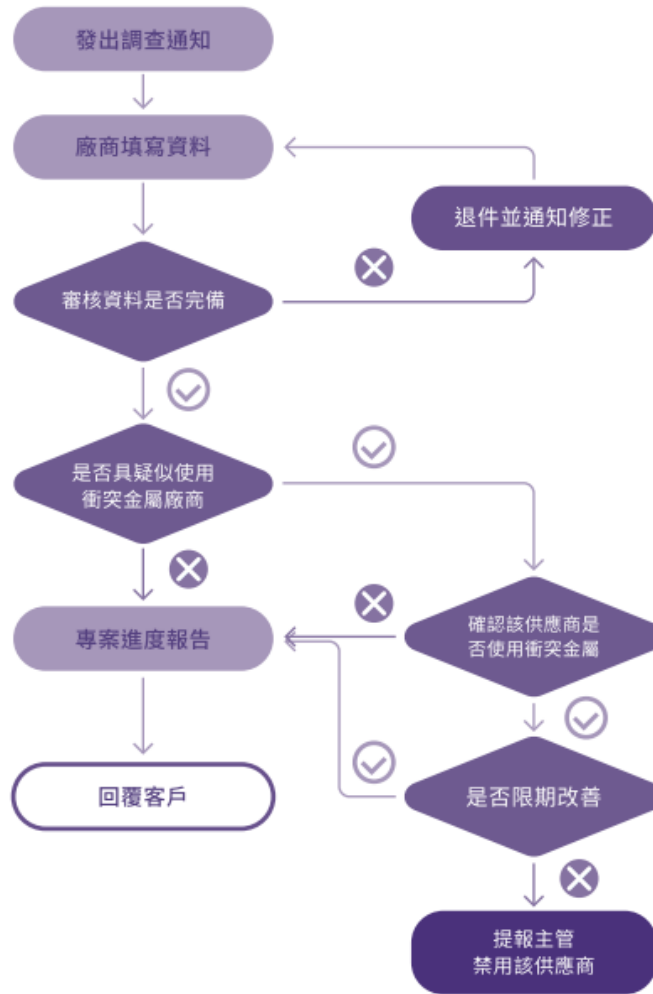 發出調查通知
廠商填寫資料
退件並通知修正
審核資料是否完備
是否具疑似使用
衝突金屬廠商
專案進度報告
確認該供應商是
否使用衝突金屬
回覆客戶
是否限期改善
提報主管
禁用該供應商